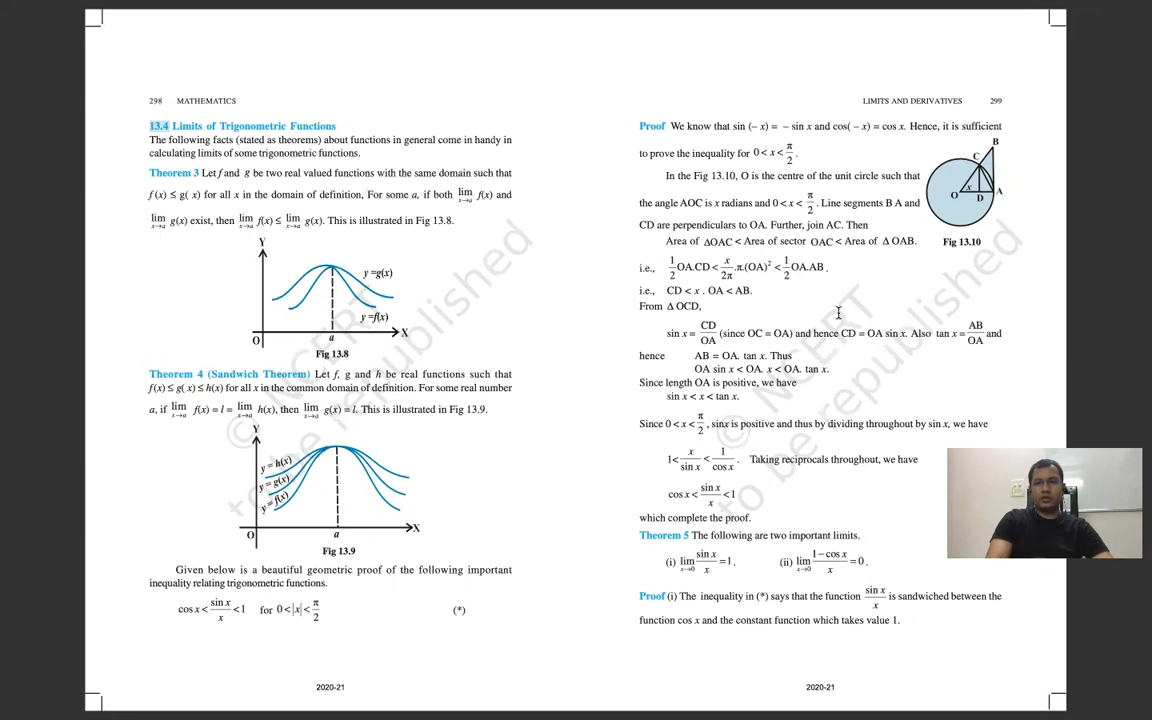 298 MATHEMATICS
13.4 Limits of Trigonometric Functions
The following facts (stated as theorems) about functions in general come in handy in
calculating limits of some trigonometric functions.
Theorem 3 Let f and g be two real valued functions with the same domain such that
f (x) ≤ g( x) for all x in the domain of definition, For some a, if both lim x→a f(x) and
lim x→a g(x) exist, then lim x→a f(x) ≤ lim x→a g(x). This is illustrated in Fig 13.8.
Y
y =g(x)
y =f(x)
O a X
Fig 13.8
Theorem 4 (Sandwich Theorem) Let f, g and h be real functions such that
f(x) ≤ g( x) ≤ h(x) for all x in the common domain of definition. For some real number
a, if lim x→a f(x) = l = lim x→a h(x), then lim x→a g(x) = l. This is illustrated in Fig 13.9.
Y
y = h(x)
y = g(x)
y = f(x)
O a X
Fig 13.9
Given below is a beautiful geometric proof of the following important
inequality relating trigonometric functions.
cos x < sin x / x < 1 for 0 < |x| < π/2 (*)
2020-21
LIMITS AND DERIVATIVES 299
Proof We know that sin (– x) = – sin x and cos( – x) = cos x. Hence, it is sufficient
to prove the inequality for 0 < x < π/2 .
In the Fig 13.10, O is the centre of the unit circle such that
the angle AOC is x radians and 0 < x < π/2 . Line segments B A and
CD are perpendiculars to OA. Further, join AC. Then
Area of ΔOAC < Area of sector OAC < Area of Δ OAB.
B
C
O x D A
Fig 13.10
i.e., 1/2 OA.CD < x/2π .π.(OA)² < 1/2 OA.AB .
i.e., CD < x . OA < AB.
From Δ OCD,
sin x = CD/OA (since OC = OA) and hence CD = OA sin x. Also tan x = AB/OA and
hence AB = OA. tan x. Thus
OA sin x < OA. x < OA. tan x.
Since length OA is positive, we have
sin x < x < tan x.
Since 0 < x < π/2 , sinx is positive and thus by dividing throughout by sin x, we have
1 < x / sin x < 1 / cos x . Taking reciprocals throughout, we have
cos x < sin x / x < 1
which complete the proof.
Theorem 5 The following are two important limits.
(i) lim x→0 sin x / x = 1. (ii) lim x→0 1 − cos x / x = 0.
Proof (i) The inequality in (*) says that the function sin x / x is sandwiched between the
function cos x and the constant function which takes value 1.
2020-21
© NCERT
to be republished
© NCERT
to be republished